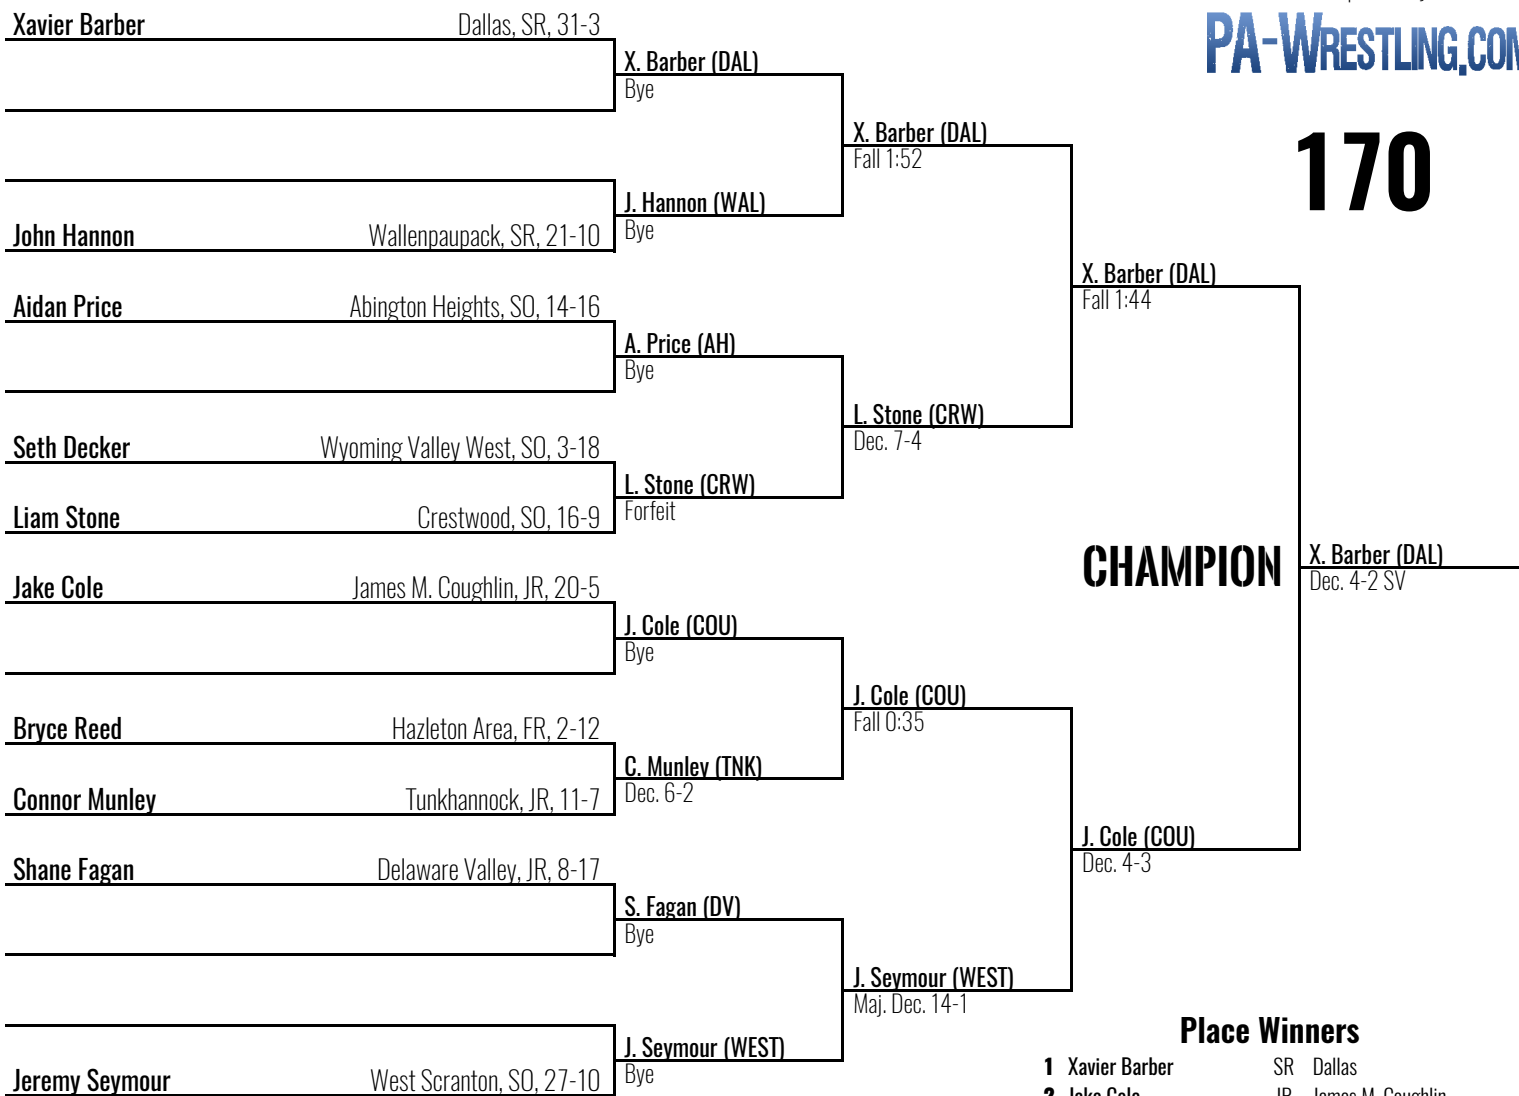 Xavier Barber Dallas, SR, 31-3
X. Barber (DAL)
Bye
X. Barber (DAL)
Fall 1:52
J. Hannon (WAL)
Bye
John Hannon Wallenpaupack, SR, 21-10
PA-WRESTLING.COM
170
X. Barber (DAL)
Fall 1:44
Aidan Price Abington Heights, SO, 14-16
A. Price (AH)
Bye
L. Stone (CRW)
Dec. 7-4
Seth Decker Wyoming Valley West, SO, 3-18
L. Stone (CRW)
Forfeit
Liam Stone Crestwood, SO, 16-9
CHAMPION
X. Barber (DAL)
Dec. 4-2 SV
Jake Cole James M. Coughlin, JR, 20-5
J. Cole (COU)
Bye
J. Cole (COU)
Fall 0:35
Bryce Reed Hazleton Area, FR, 2-12
C. Munley (TNK)
Dec. 6-2
Connor Munley Tunkhannock, JR, 11-7
J. Cole (COU)
Dec. 4-3
Shane Fagan Delaware Valley, JR, 8-17
S. Fagan (DV)
Bye
J. Seymour (WEST)
Maj. Dec. 14-1
J. Seymour (WEST)
Bye
Jeremy Seymour West Scranton, SO, 27-10
Place Winners
1 Xavier Barber SR Dallas
2 Jake Cole JR James M. Coughlin